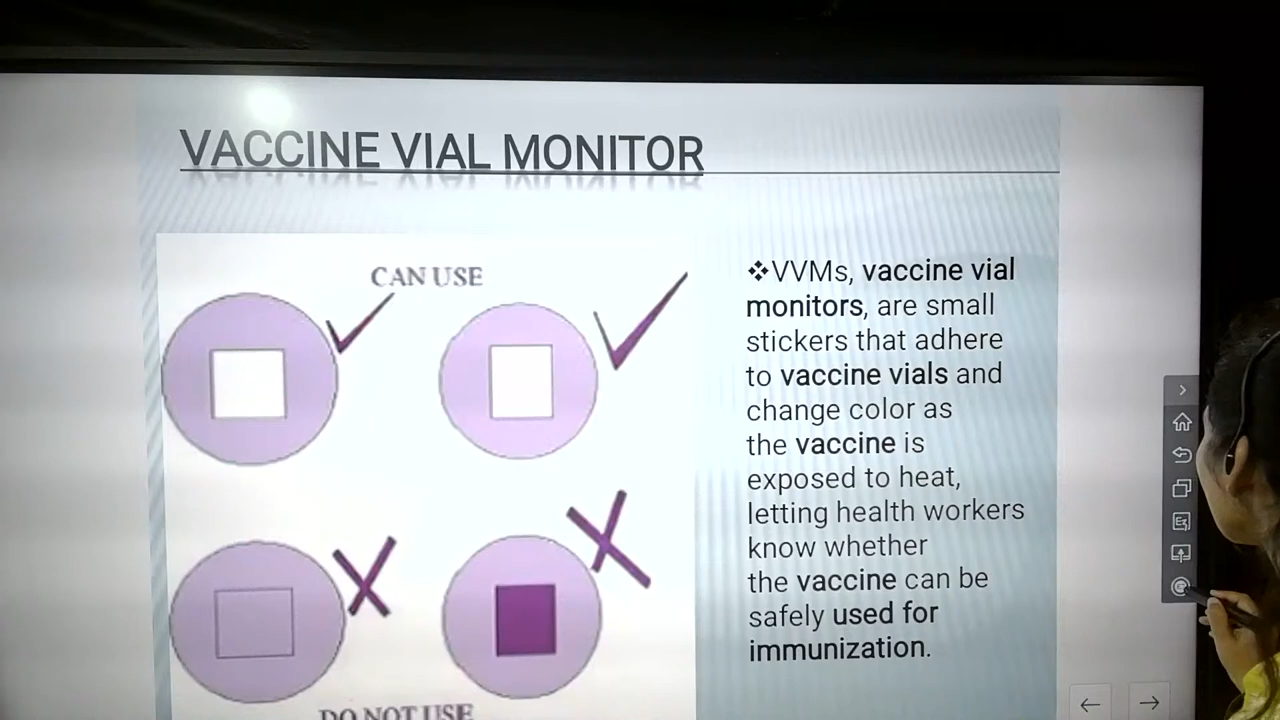 VACCINE VIAL MONITOR
CAN USE
DO NOT USE
❖VVMs, vaccine vial
monitors, are small
stickers that adhere
to vaccine vials and
change color as
the vaccine is
exposed to heat,
letting health workers
know whether
the vaccine can be
safely used for
immunization.